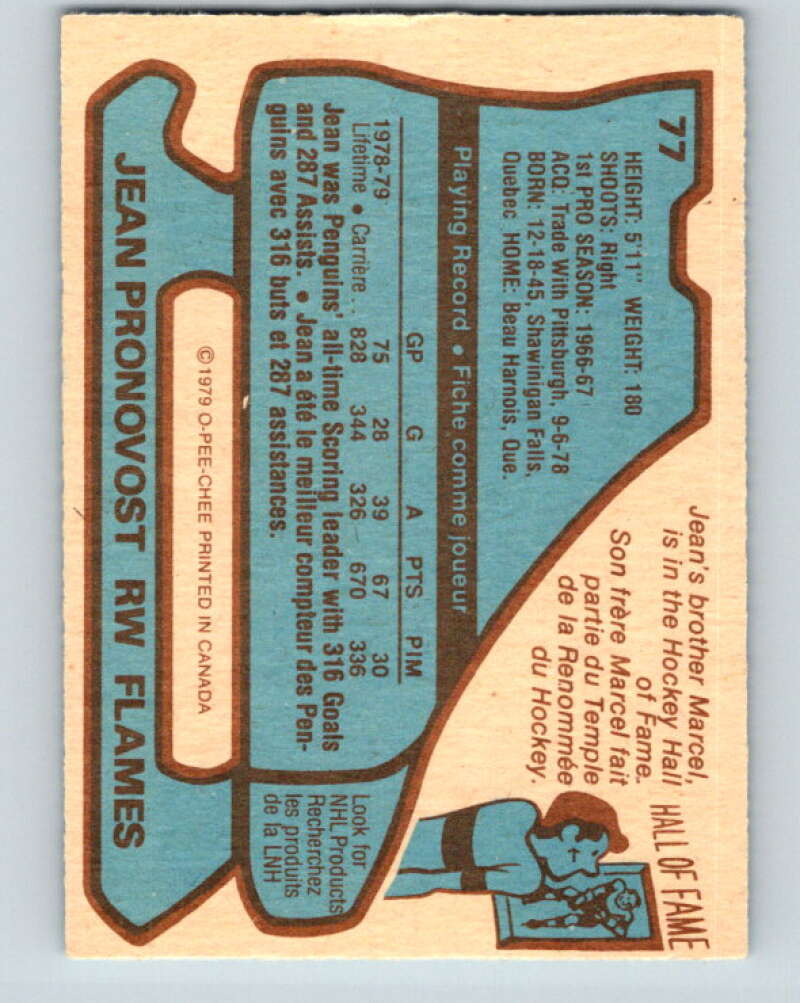 77
HEIGHT: 5'11" WEIGHT: 180
SHOOTS: Right
1st PRO SEASON: 1966-67
ACQ: Trade With Pittsburgh, 9-6-78
BORN: 12-18-45, Shawinigan Falls,
Quebec HOME: Beau Harnois, Que.
Playing Record • Fiche comme joueur
GP G A PTS PIM
1978-79 75 28 39 67 30
Lifetime • Carrière .. 828 344 326 670 336
Jean was Penguins' all-time Scoring leader with 316 Goals
and 287 Assists. • Jean a été le meilleur compteur des Pen-
guins avec 316 buts et 287 assistances.
Jean's brother Marcel,
is in the Hockey Hall
of Fame.
Son frère Marcel fait
partie du Temple
de la Renommée
du Hockey.
HALL OF FAME
Look for
NHL Products
Recherchez
les produits
de la LNH
© 1979 O-PEE-CHEE PRINTED IN CANADA
JEAN PRONOVOST RW FLAMES